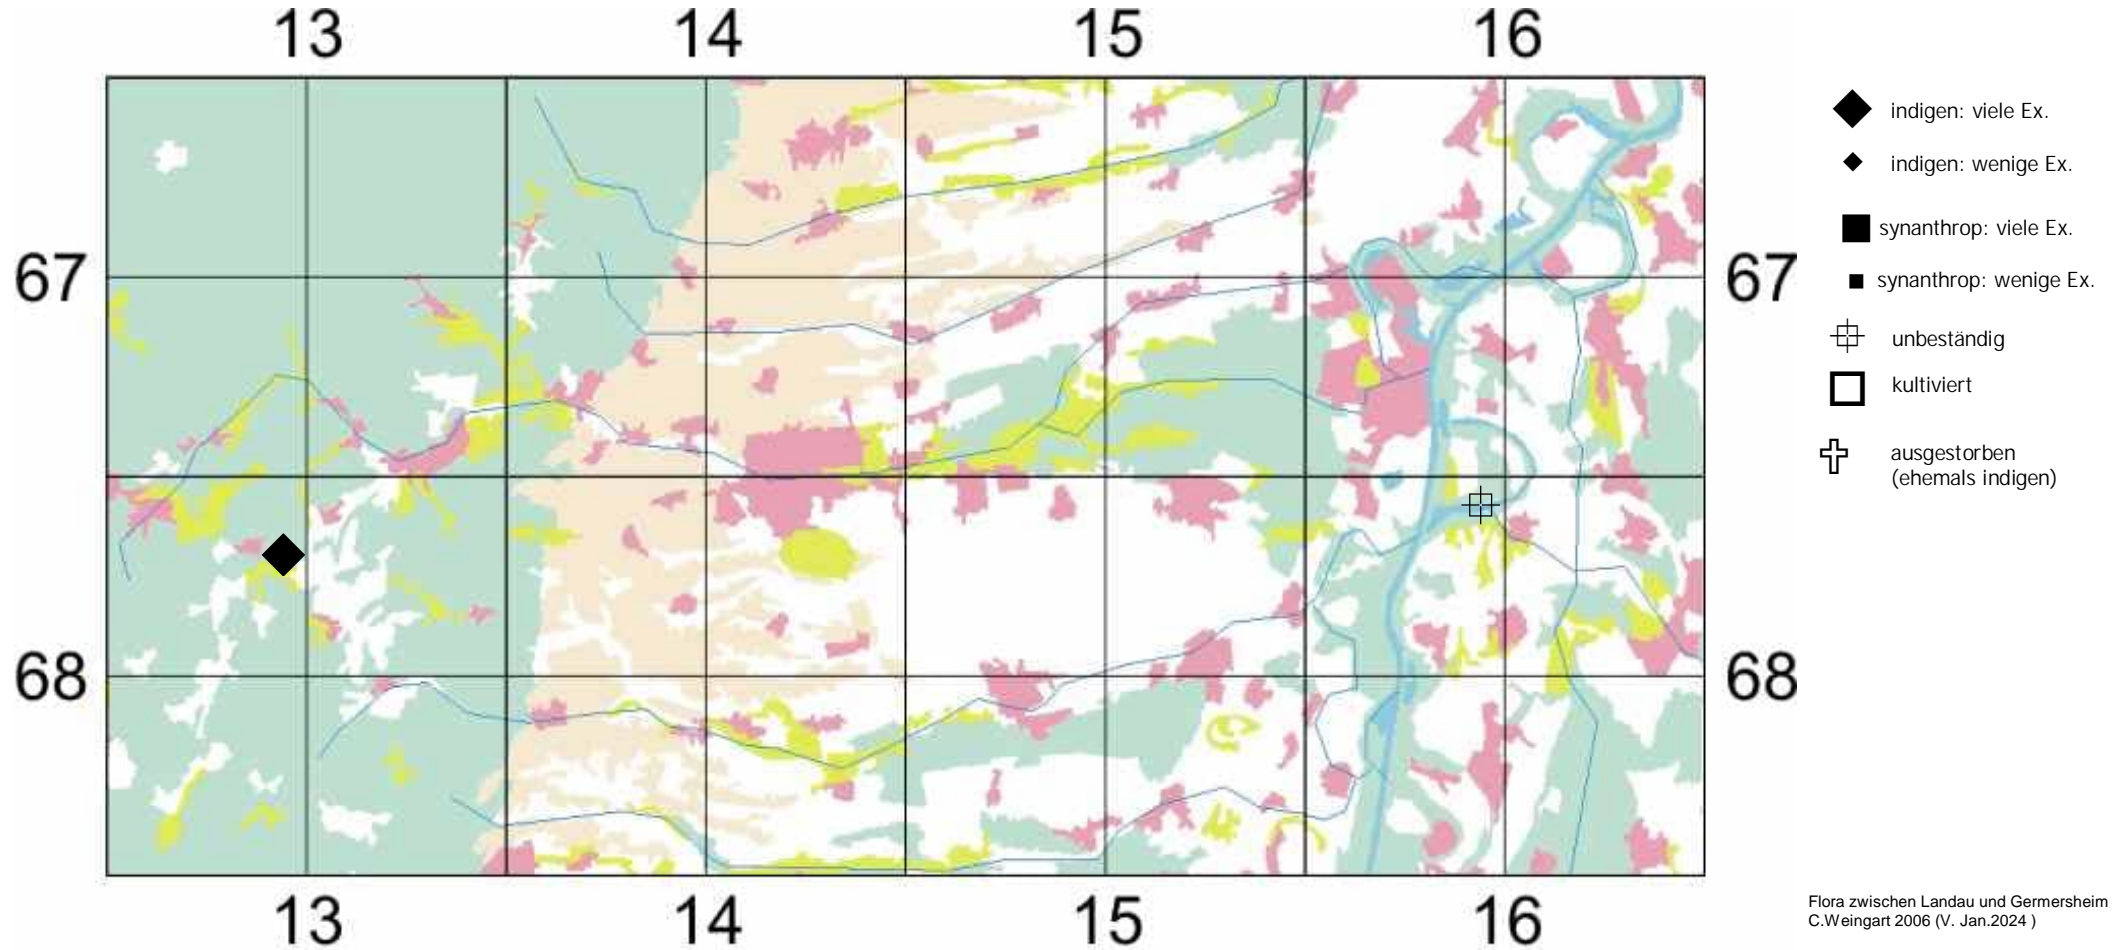 13 14 15 16
67 67
68 68
13 14 15 16
indigen: viele Ex.
indigen: wenige Ex.
synanthrop: viele Ex.
synanthrop: wenige Ex.
unbeständig
kultiviert
ausgestorben
(ehemals indigen)
Flora zwischen Landau und Germersheim
C.Weingart 2006 (V. Jan.2024 )